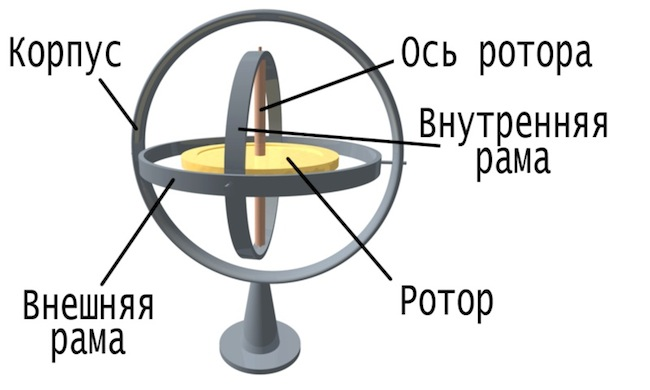 Корпус
Ось ротора
Внутренняя
рама
Внешняя
рама
Ротор